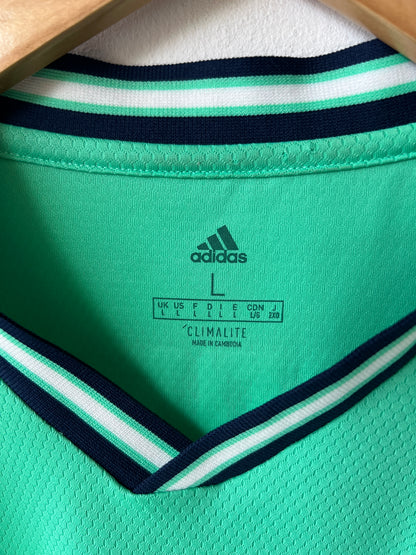 adidas
L
UK US F D I E CDN J
L L L L L L L/G 2XO
CLIMALITE
MADE IN CAMBODIA